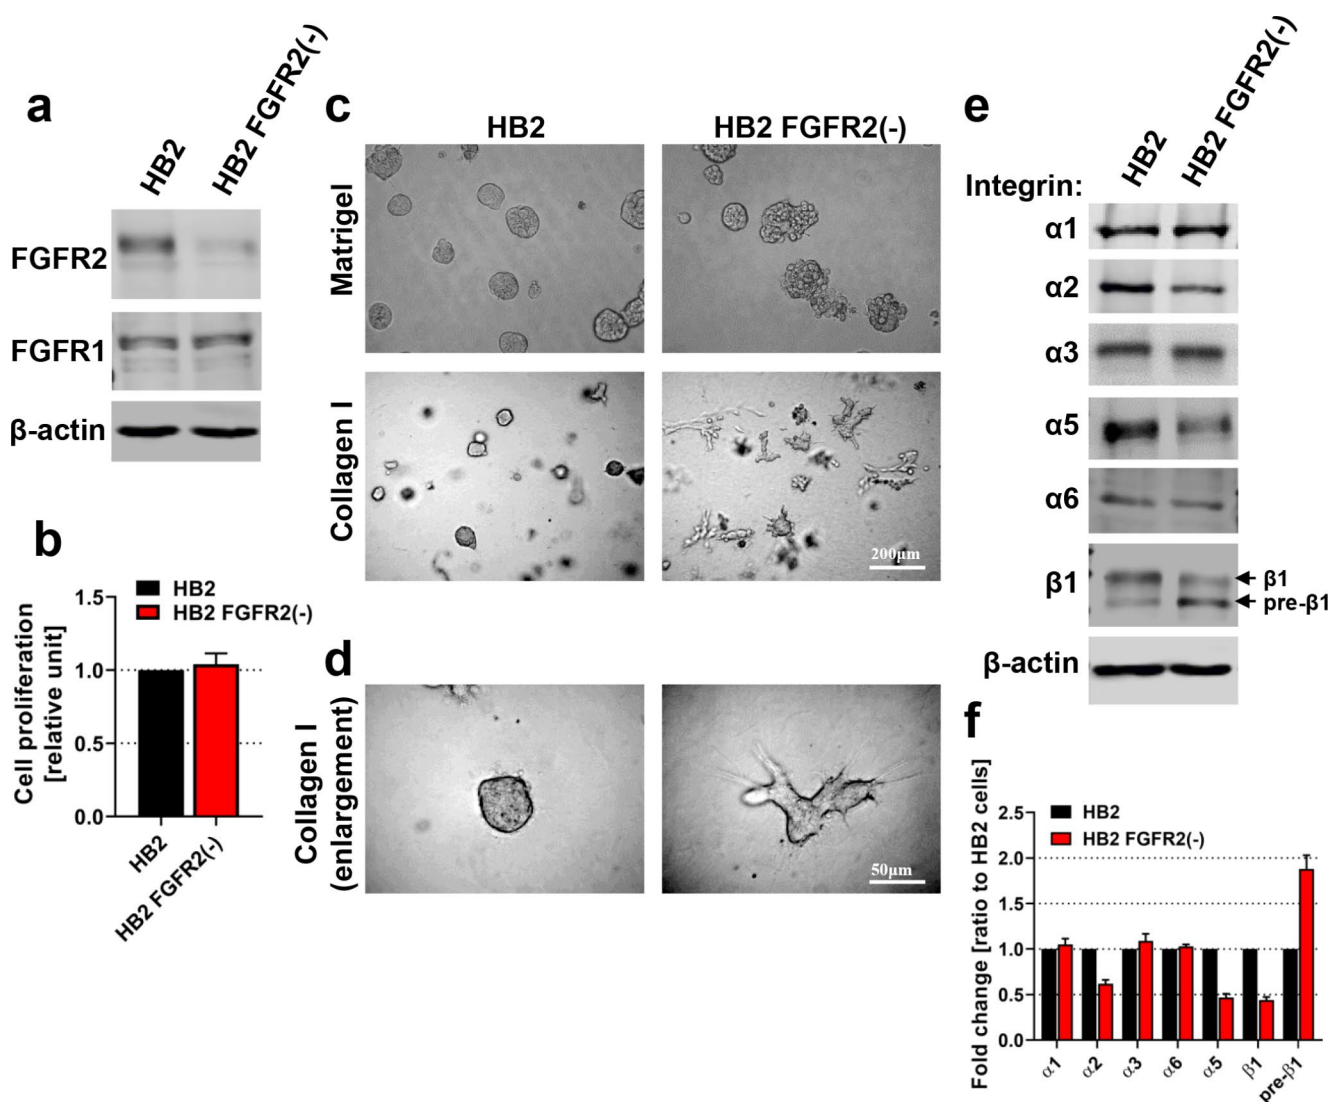 a
HB2
HB2 FGFR2(-)
FGFR2
FGFR1
β-actin
b
HB2
HB2 FGFR2(-)
Cell proliferation
[relative unit]
1.5
1.0
0.5
0.0
HB2
HB2 FGFR2(-)
c
HB2
HB2 FGFR2(-)
Matrigel
Collagen I
200µm
d
Collagen I
(enlargement)
50µm
e
HB2
HB2 FGFR2(-)
Integrin:
α1
α2
α3
α5
α6
β1
β1
pre-β1
β-actin
f
HB2
HB2 FGFR2(-)
Fold change [ratio to HB2 cells]
2.5
2.0
1.5
1.0
0.5
0.0
α1
α2
α3
α6
α5
β1
pre-β1